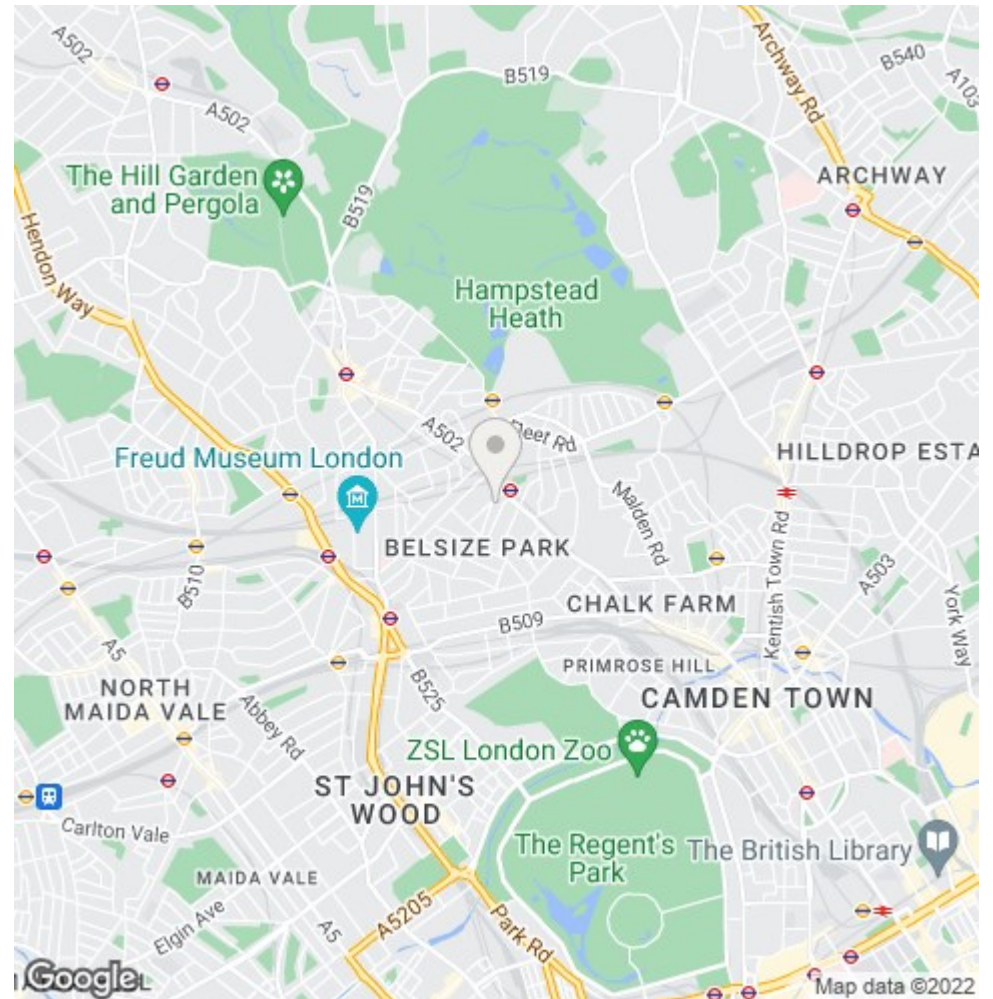 A502
B519
Archway Rd
B540
A103
A502
The Hill Garden
and Pergola
B519
ARCHWAY
Hendon Way
Hampstead
Heath
A502
Fleet Rd
Freud Museum London
HILLDROP ESTA
Malden Rd
BELSIZE PARK
Kentish Town Rd
A503
B510
York Way
CHALK FARM
B509
A5
PRIMROSE HILL
NORTH
MAIDA VALE
B525
CAMDEN TOWN
Abbey Rd
ZSL London Zoo
ST JOHN'S
WOOD
Carlton Vale
The Regent's
Park
The British Library
MAIDA VALE
Elgin Ave
A5
A5205
Park Rd
Google
Map data ©2022